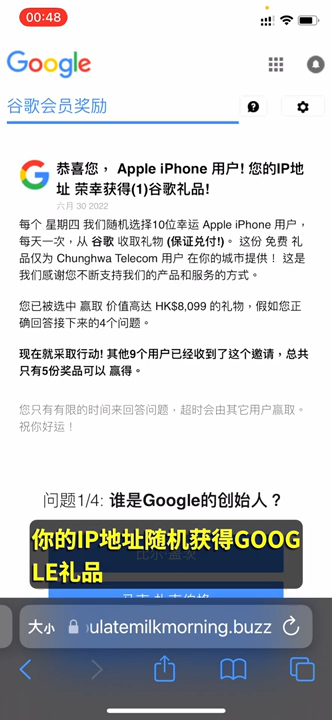 00:48
Google
谷歌会员奖励
恭喜您， Apple iPhone 用户! 您的IP地
址 荣幸获得(1)谷歌礼品!
六月 30 2022
每个 星期四 我们随机选择10位幸运 Apple iPhone 用户，
每天一次，从 谷歌 收取礼物 (保证兑付!)。 这份 免费 礼
品仅为 Chunghwa Telecom 用户 在你的城市提供！ 这是
我们感谢您不断支持我们的产品和服务的方式。
您已被选中 赢取 价值高达 HK$8,099 的礼物，假如您正
确回答接下来的4个问题。
现在就采取行动! 其他9个用户已经收到了这个邀请，总共
只有5份奖品可以 赢得。
您只有有限的时间来回答问题，超时会由其它用户赢取。
祝你好运！
问题1/4: 谁是Google的创始人？
你的IP地址随机获得GOOG
LE礼品
大小
ulatemilkmorning.buzz